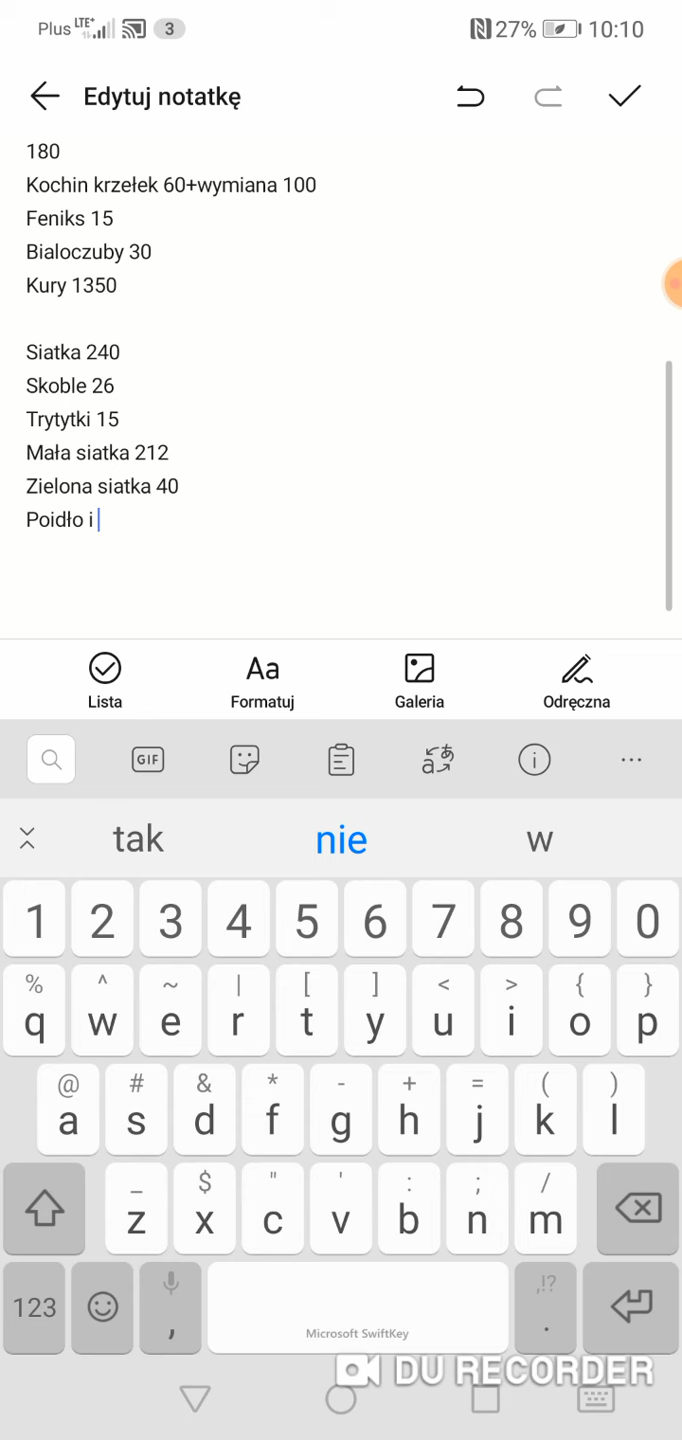 Plus LTE+ 3 27% 10:10
Edytuj notatkę
180
Kochin krzełek 60+wymiana 100
Feniks 15
Bialoczuby 30
Kury 1350
Siatka 240
Skoble 26
Trytytki 15
Mała siatka 212
Zielona siatka 40
Poidło i
Lista Formatuj Galeria Odręczna
Aa
GIF
tak nie w
1 2 3 4 5 6 7 8 9 0
% ^ ~ | [ ] < > { }
q w e r t y u i o p
@ # & * - + = ( )
a s d f g h j k l
_ $ " ' : ; /
z x c v b n m
,!?
123 , .
Microsoft SwiftKey
DU RECORDER